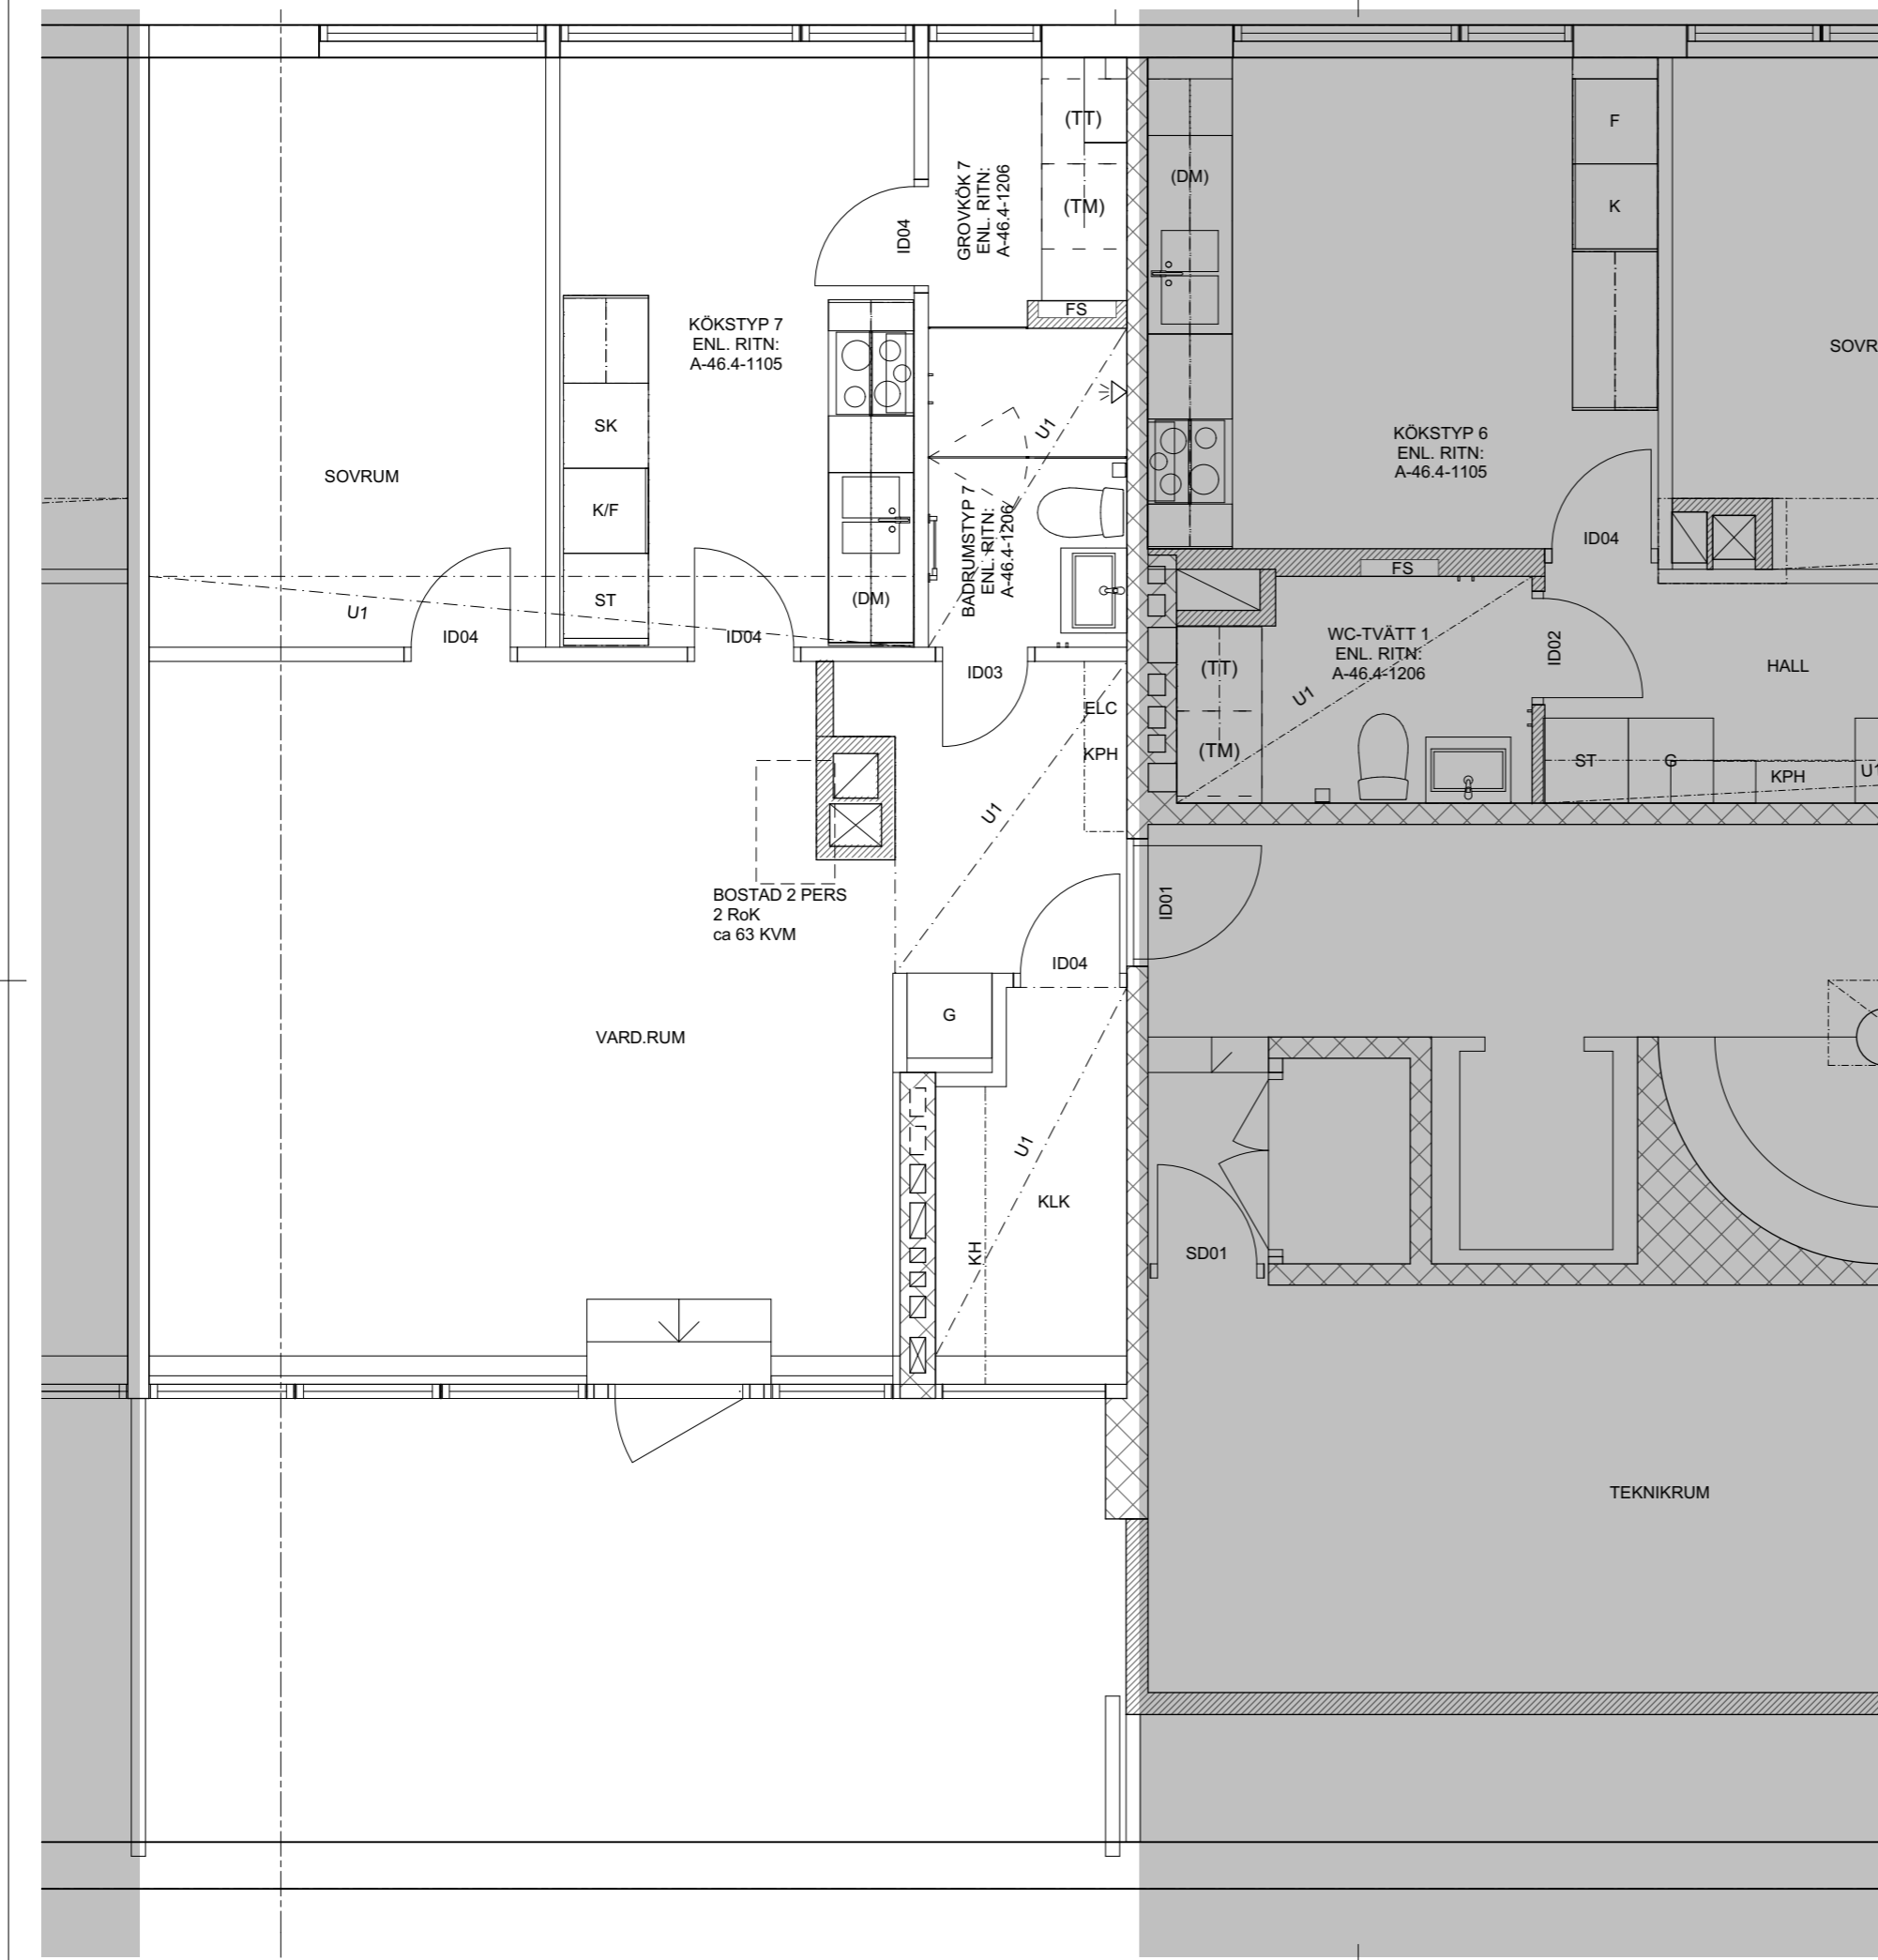 (TT)
(TM)
GROVKÖK 7
ENL. RITN:
A-46.4-1206
ID04
FS
KÖKSTYP 7
ENL. RITN:
A-46.4-1105
SK
K/F
ST
SOVRUM
U1
ID04
ID04
(DM)
U1
BADRUMSTYP 7
ENL. RITN:
A-46.4-1206
ID03
ELC
KPH
U1
BOSTAD 2 PERS
2 RoK
ca 63 KVM
ID04
G
VARD.RUM
U1
KLK
KH
(DM)
F
K
SOVR
KÖKSTYP 6
ENL. RITN:
A-46.4-1105
ID04
FS
WC-TVÄTT 1
ENL. RITN:
A-46.4-1206
ID02
HALL
(TT)
U1
(TM)
ST
G
KPH
U1
ID01
SD01
TEKNIKRUM